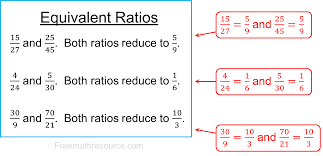 Equivalent Ratios
15/27 and 25/45. Both ratios reduce to 5/9.
15/27 = 5/9 and 25/45 = 5/9
4/24 and 5/30. Both ratios reduce to 1/6.
4/24 = 1/6 and 5/30 = 1/6
30/9 and 70/21. Both ratios reduce to 10/3.
30/9 = 10/3 and 70/21 = 10/3
Freemathresource.com